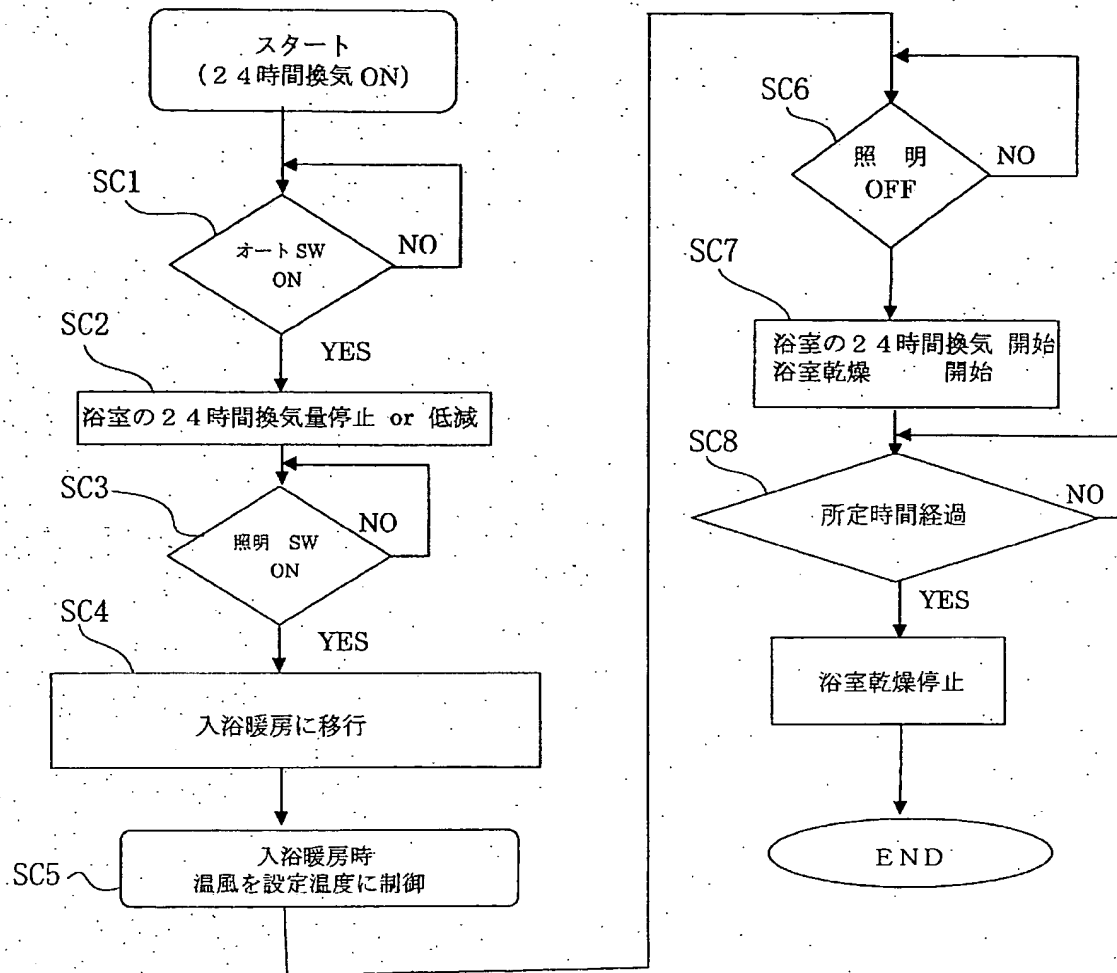 スタート
(24時間換気 ON)
SC1
オート SW
ON
NO
YES
SC2
浴室の24時間換気量停止 or 低減
SC3
照明 SW
ON
NO
YES
SC4
入浴暖房に移行
SC5
入浴暖房時
温風を設定温度に制御
SC6
照 明
OFF
NO
SC7
浴室の24時間換気 開始
浴室乾燥 開始
SC8
所定時間経過
NO
YES
浴室乾燥停止
END